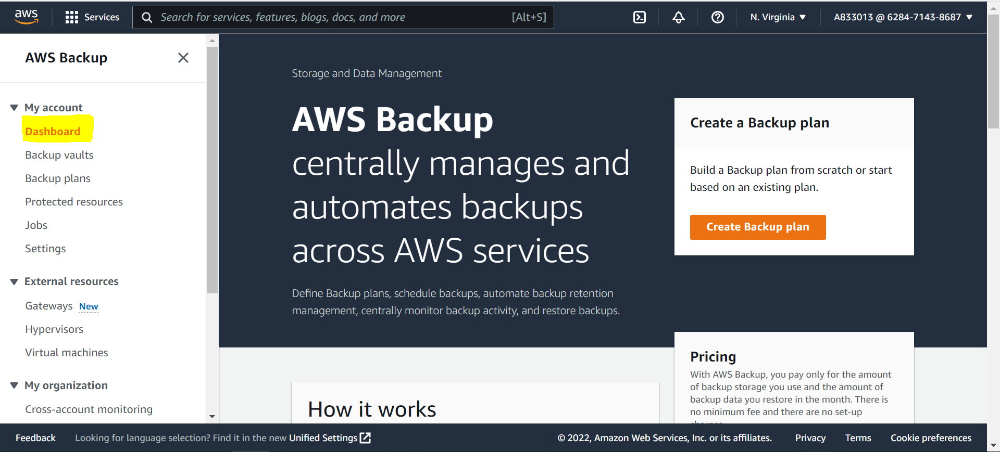 aws
Services
Search for services, features, blogs, docs, and more
[Alt+S]
N. Virginia
A833013 @ 6284-7143-8687
AWS Backup
My account
Dashboard
Backup vaults
Backup plans
Protected resources
Jobs
Settings
External resources
Gateways New
Hypervisors
Virtual machines
My organization
Cross-account monitoring
Storage and Data Management
AWS Backup
centrally manages and
automates backups
across AWS services
Define Backup plans, schedule backups, automate backup retention
management, centrally monitor backup activity, and restore backups.
Create a Backup plan
Build a Backup plan from scratch or start
based on an existing plan.
Create Backup plan
How it works
Pricing
With AWS Backup, you pay only for the amount
of backup storage you use and the amount of
backup data you restore in the month. There is
no minimum fee and there are no set-up
charges.
Feedback
Looking for language selection? Find it in the new Unified Settings
© 2022, Amazon Web Services, Inc. or its affiliates.
Privacy
Terms
Cookie preferences